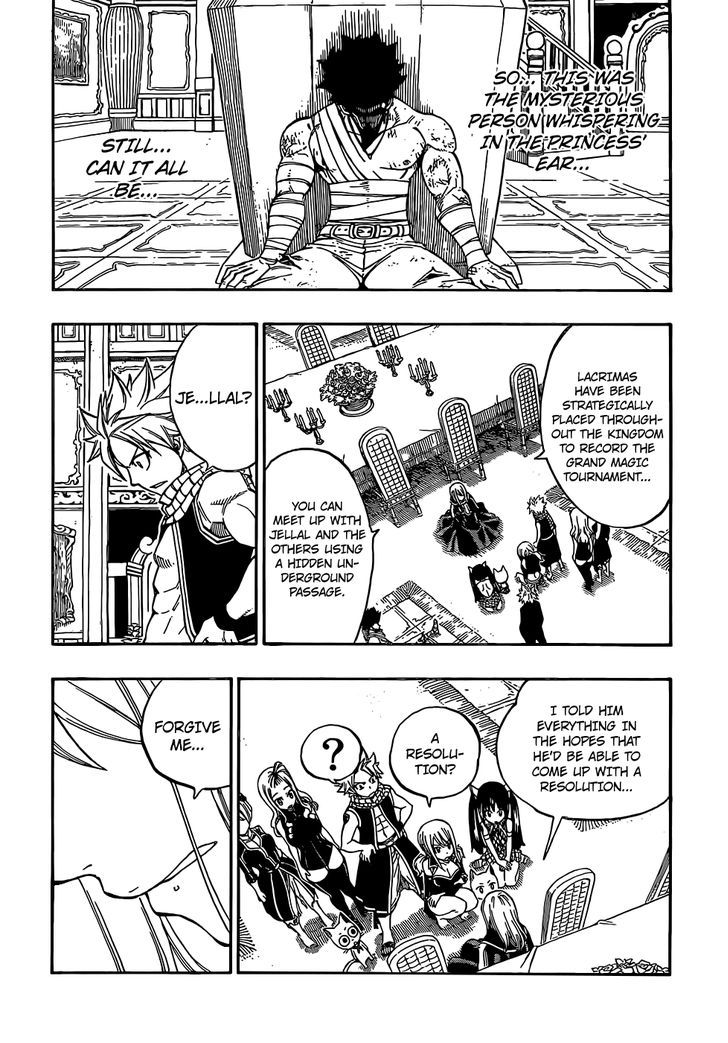 SO... THIS WAS
THE MYSTERIOUS
PERSON WHISPERING
IN THE PRINCESS'
EAR...
STILL...
CAN IT ALL
BE...
LACRIMAS
HAVE BEEN
STRATEGICALLY
PLACED THROUGH-
OUT THE KINGDOM
TO RECORD THE
GRAND MAGIC
TOURNAMENT...
YOU CAN
MEET UP WITH
JELLAL AND THE
OTHERS USING
A HIDDEN UN-
DERGROUND
PASSAGE.
JE...LLAL?
I TOLD HIM
EVERYTHING
IN THE HOPES THAT
HE'D BE ABLE TO
COME UP WITH A
RESOLUTION...
A
RESOLU-
TION?
?
FORGIVE
ME...